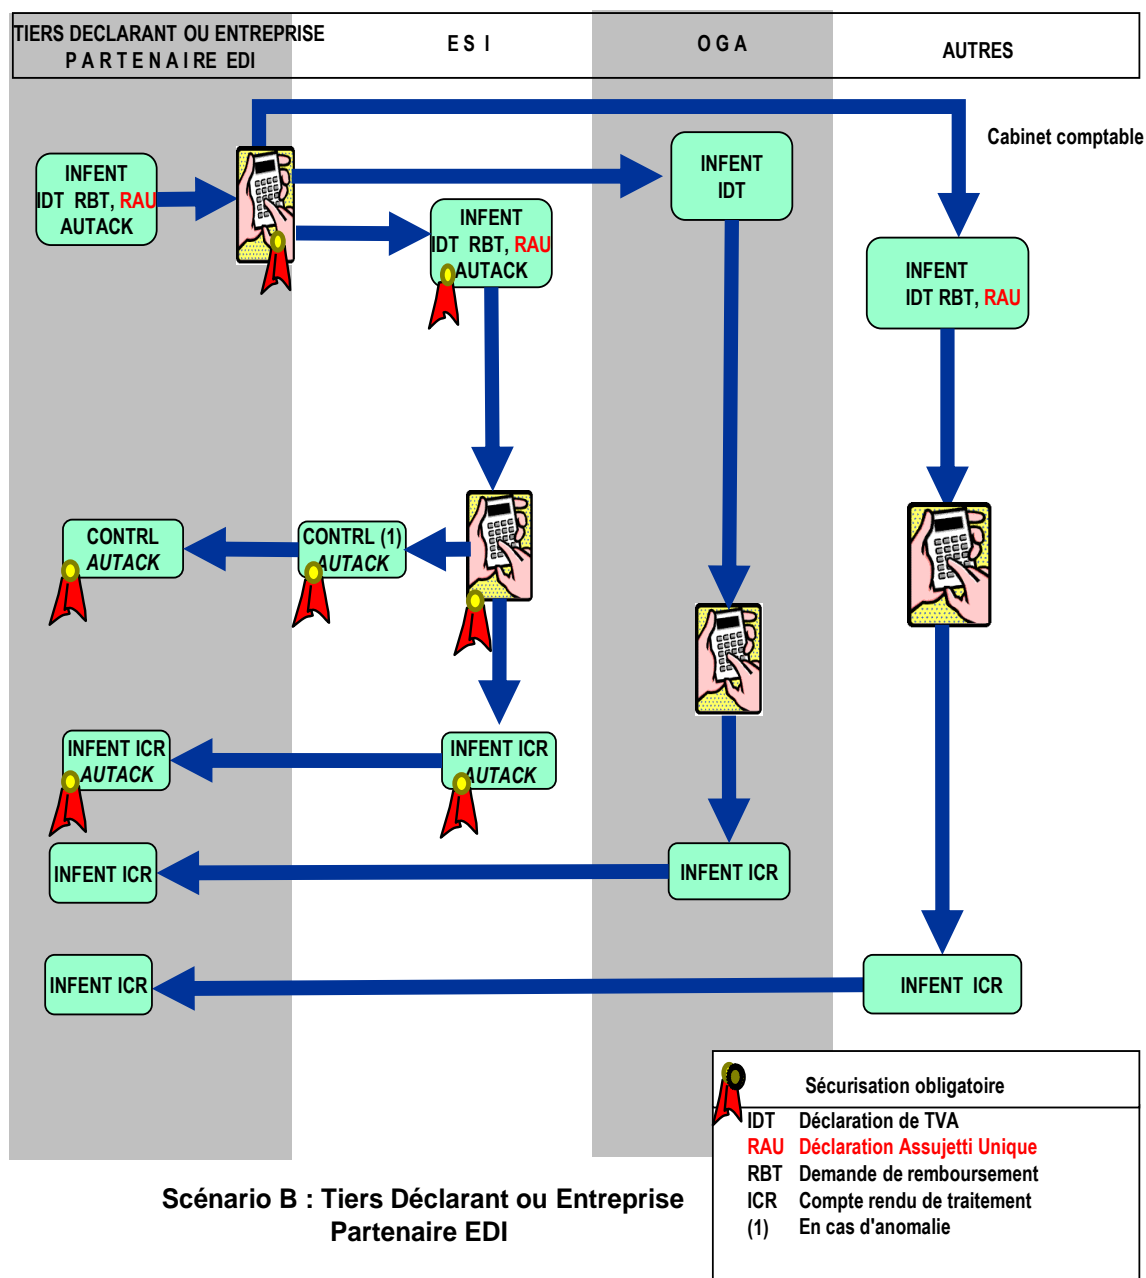 TIERS DECLARANT OU ENTREPRISE
PARTENAIRE EDI
ESI
OGA
AUTRES
Cabinet comptable
INFENT
IDT RBT, RAU
AUTACK
INFENT
IDT RBT, RAU
AUTACK
INFENT
IDT
INFENT
IDT RBT, RAU
CONTRL
AUTACK
CONTRL (1)
AUTACK
INFENT ICR
AUTACK
INFENT ICR
AUTACK
INFENT ICR
INFENT ICR
INFENT ICR
INFENT ICR
Sécurisation obligatoire
IDT Déclaration de TVA
RAU Déclaration Assujetti Unique
RBT Demande de remboursement
ICR Compte rendu de traitement
(1) En cas d'anomalie
Scénario B : Tiers Déclarant ou Entreprise
Partenaire EDI